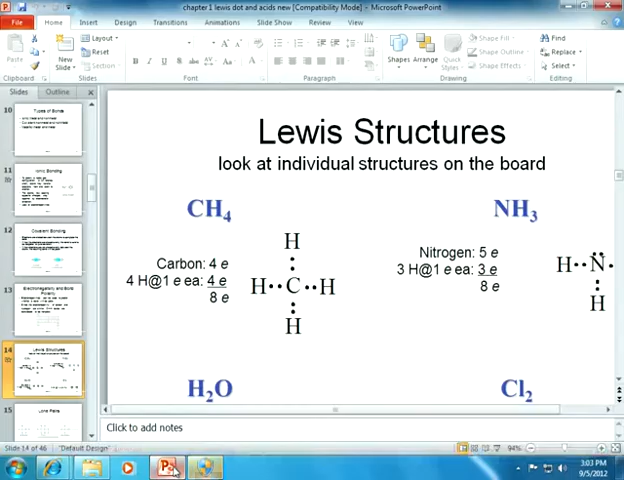 chapter 1 lewis dot and acids new [Compatibility Mode] - Microsoft PowerPoint
File Home Insert Design Transitions Animations Slide Show Review View
Paste
New Slide
Layout
Reset
Section
B I U S
Shapes Arrange Quick Styles
Shape Fill
Shape Outline
Shape Effects
Find
Replace
Select
Clipboard Slides Font Paragraph Drawing Editing
Slides Outline
10
Types of Bonds
11
Ionic Bonding
12
Covalent Bonding
13
Electronegativity and Bond Polarity
14
Lewis Structures
15
Lone Pairs
Lewis Structures
look at individual structures on the board
CH4
NH3
Carbon: 4 e
4 H@1 e ea: 4 e
8 e
H
H··C··H
H
Nitrogen: 5 e
3 H@1 e ea: 3 e
8 e
H··N
H
H2O
Cl2
Click to add notes
Slide 14 of 46
"Default Design"
94%
3:03 PM
9/5/2012